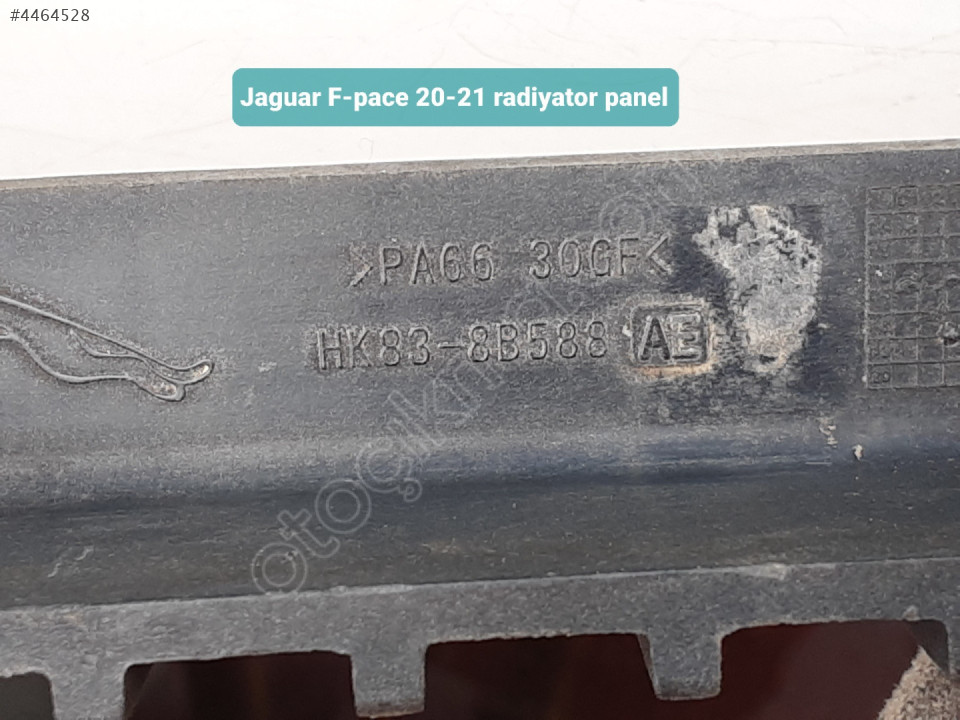 #4464528
Jaguar F-pace 20-21 radiyator panel
>PA66 30GF<
HK83-8B588 AE